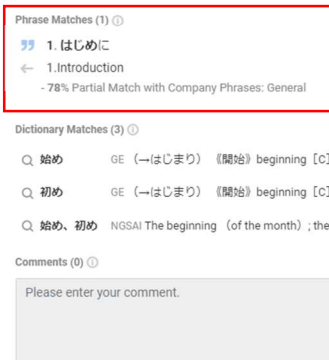 Phrase Matches (1)
1. はじめに
1.Introduction
- 78% Partial Match with Company Phrases: General
Dictionary Matches (3)
始め GE (→はじまり) 《開始》 beginning [C]
初め GE (→はじまり) 《開始》 beginning [C]
始め、初め NGSAI The beginning (of the month) ; the
Comments (0)
Please enter your comment.